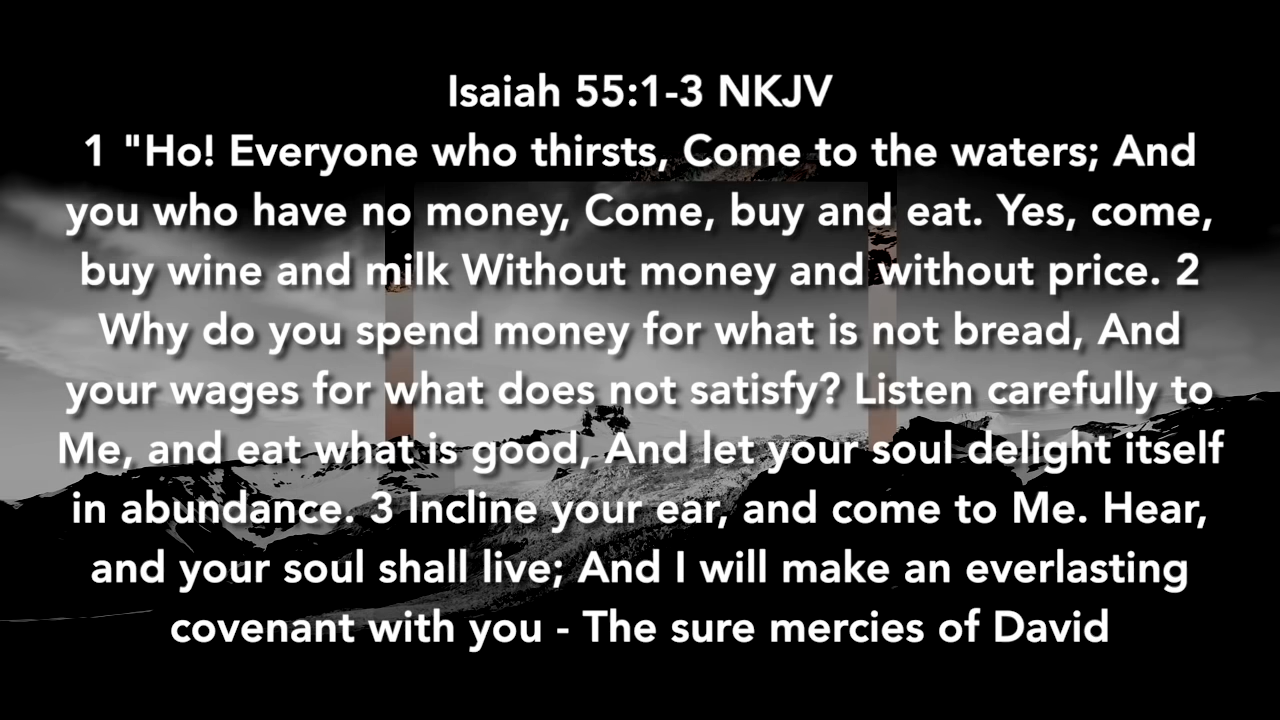 Isaiah 55:1-3 NKJV
1 "Ho! Everyone who thirsts, Come to the waters; And
you who have no money, Come, buy and eat. Yes, come,
buy wine and milk Without money and without price. 2
Why do you spend money for what is not bread, And
your wages for what does not satisfy? Listen carefully to
Me, and eat what is good, And let your soul delight itself
in abundance. 3 Incline your ear, and come to Me. Hear,
and your soul shall live; And I will make an everlasting
covenant with you - The sure mercies of David